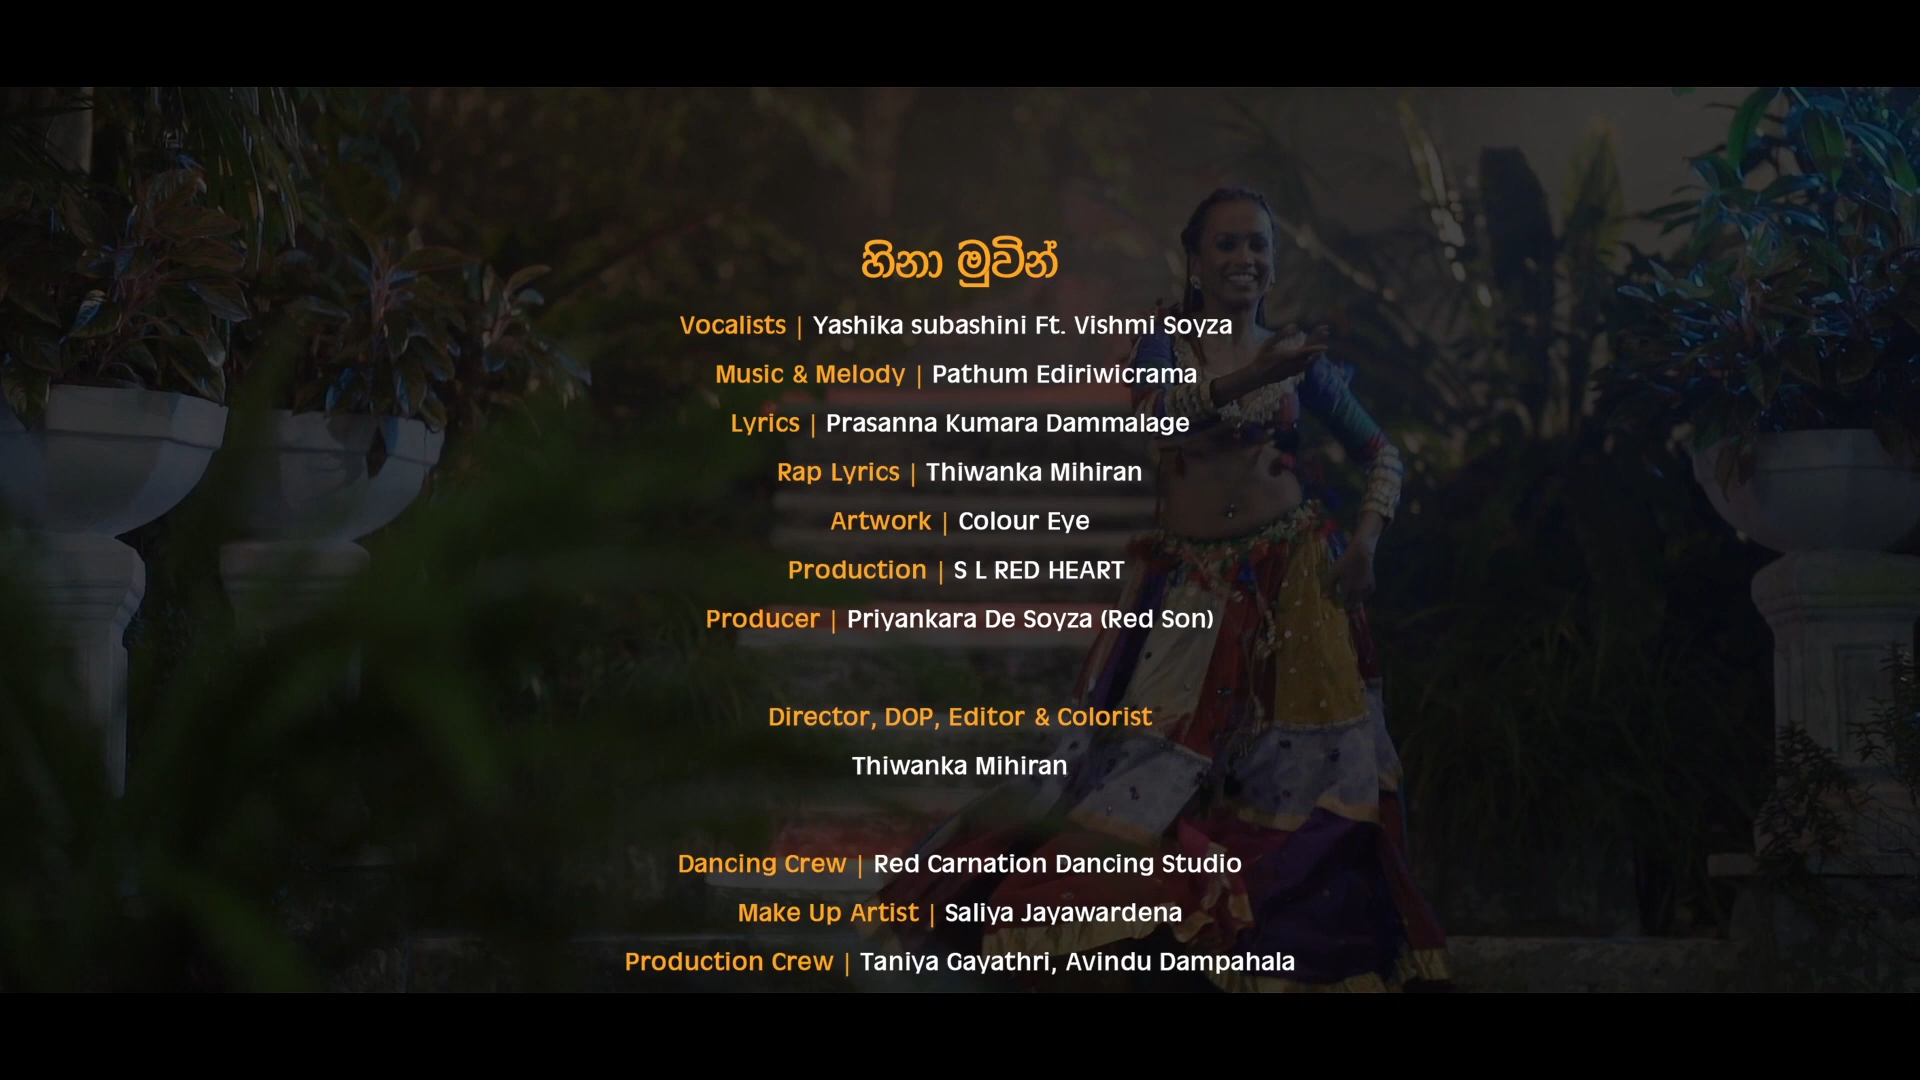 හිනා මුවින්
Vocalists | Yashika subashini Ft. Vishmi Soyza
Music & Melody | Pathum Ediriwicrama
Lyrics | Prasanna Kumara Dammalage
Rap Lyrics | Thiwanka Mihiran
Artwork | Colour Eye
Production | S L RED HEART
Producer | Priyankara De Soyza (Red Son)
Director, DOP, Editor & Colorist
Thiwanka Mihiran
Dancing Crew | Red Carnation Dancing Studio
Make Up Artist | Saliya Jayawardena
Production Crew | Taniya Gayathri, Avindu Dampahala